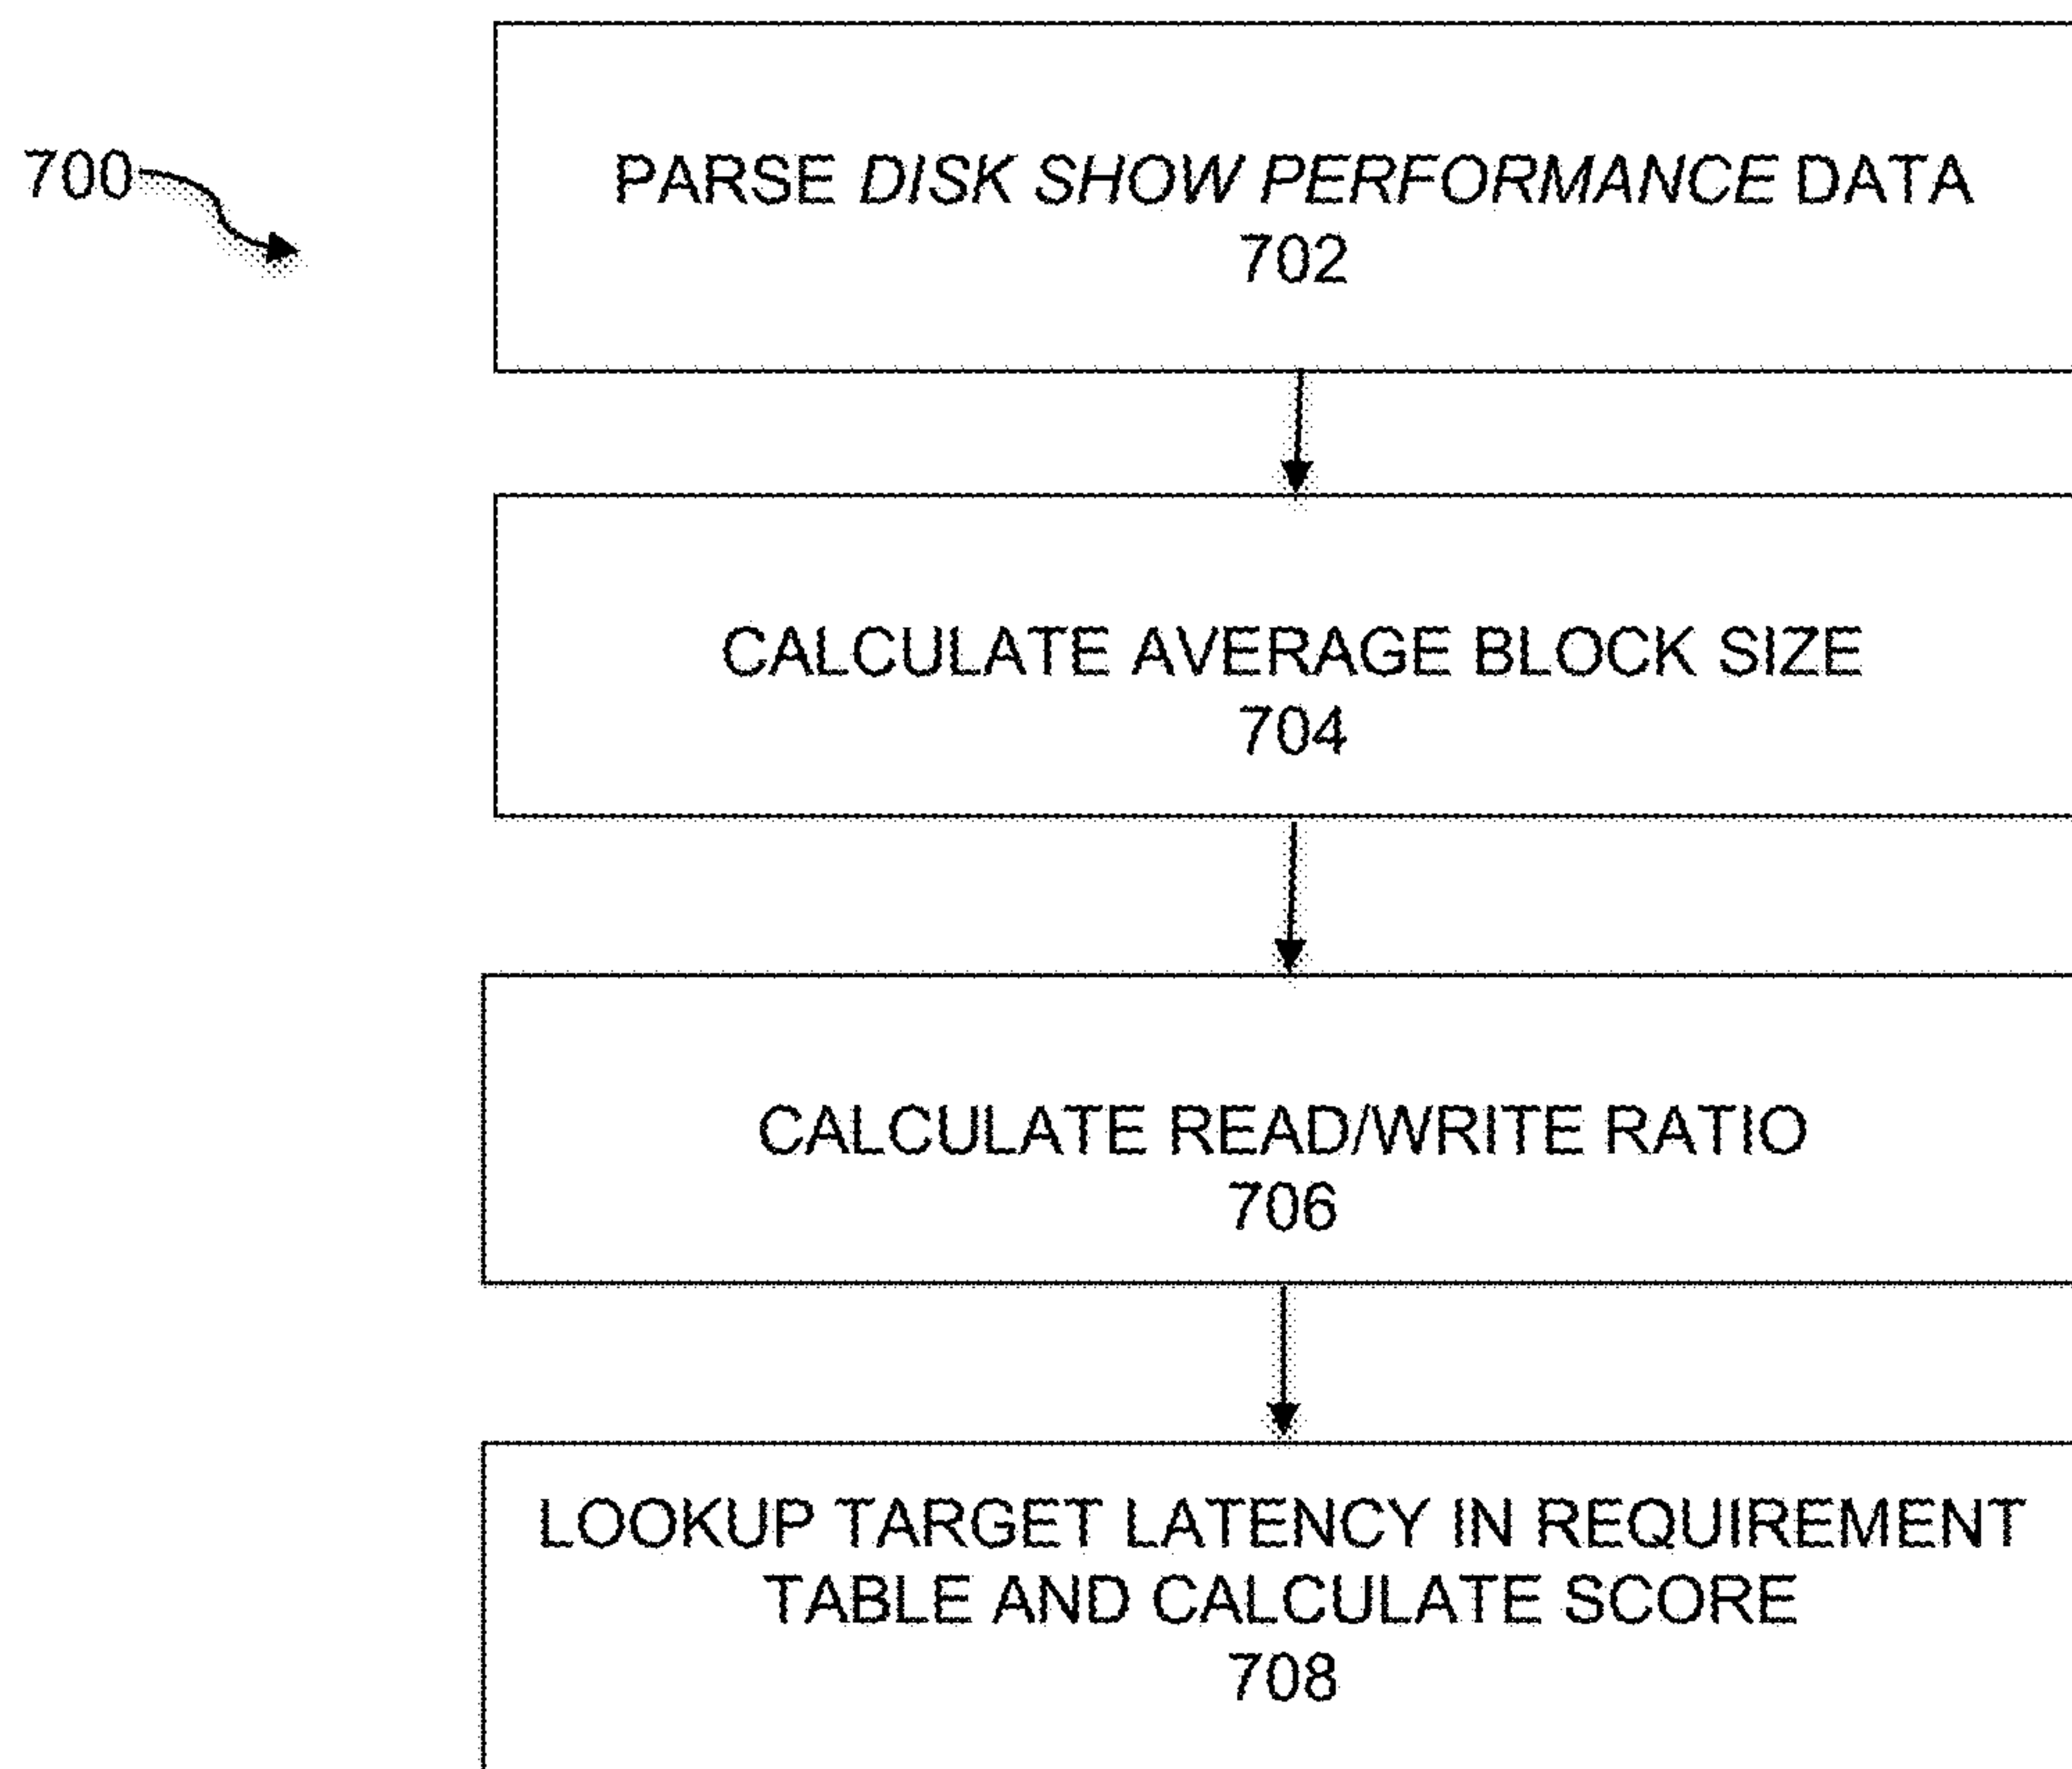 700
PARSE DISK SHOW PERFORMANCE DATA
702
CALCULATE AVERAGE BLOCK SIZE
704
CALCULATE READ/WRITE RATIO
706
LOOKUP TARGET LATENCY IN REQUIREMENT
TABLE AND CALCULATE SCORE
708